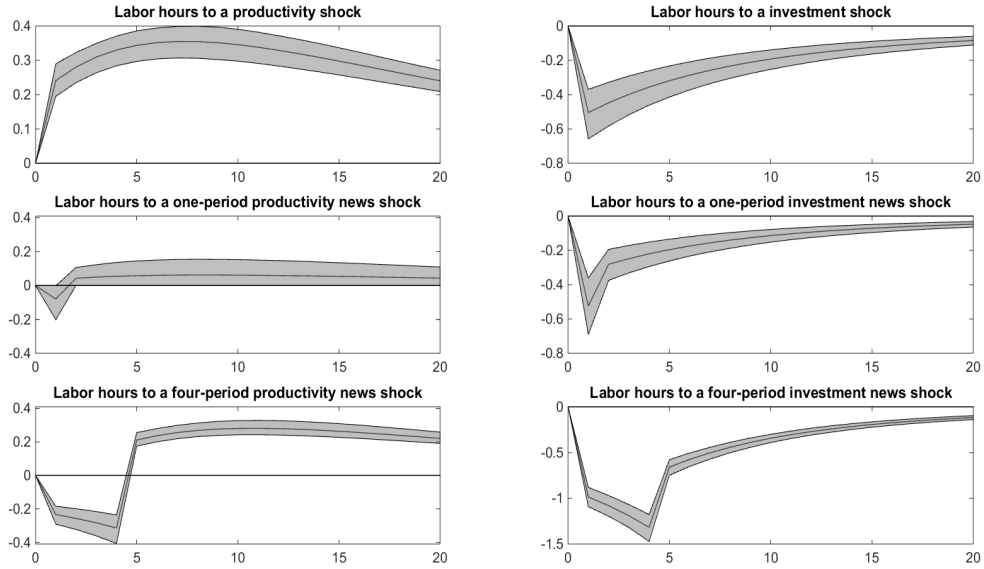 Labor hours to a productivity shock
0.4
0.3
0.2
0.1
0
0 5 10 15 20
Labor hours to a investment shock
0
-0.2
-0.4
-0.6
-0.8
0 5 10 15 20
Labor hours to a one-period productivity news shock
0.4
0.2
0
-0.2
-0.4
0 5 10 15 20
Labor hours to a one-period investment news shock
0
-0.2
-0.4
-0.6
-0.8
0 5 10 15 20
Labor hours to a four-period productivity news shock
0.4
0.2
0
-0.2
-0.4
0 5 10 15 20
Labor hours to a four-period investment news shock
0
-0.5
-1
-1.5
0 5 10 15 20